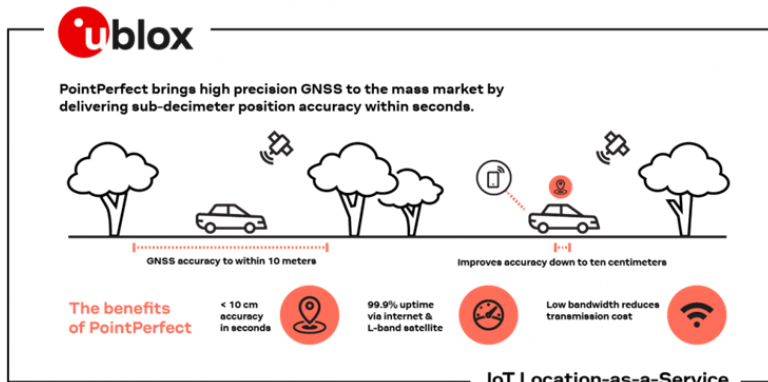 ublox
PointPerfect brings high precision GNSS to the mass market by
delivering sub-decimeter position accuracy within seconds.
GNSS accuracy to within 10 meters
Improves accuracy down to ten centimeters
The benefits
of PointPerfect
< 10 cm
accuracy
in seconds
99.9% uptime
via internet &
L-band satellite
Low bandwidth reduces
transmission cost
IoT Location-as-a-Service